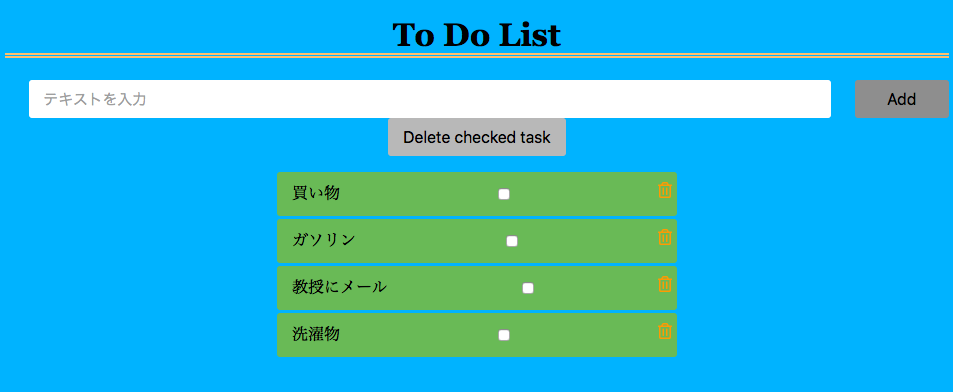 To Do List
テキストを入力
Add
Delete checked task
買い物
ガソリン
教授にメール
洗濯物